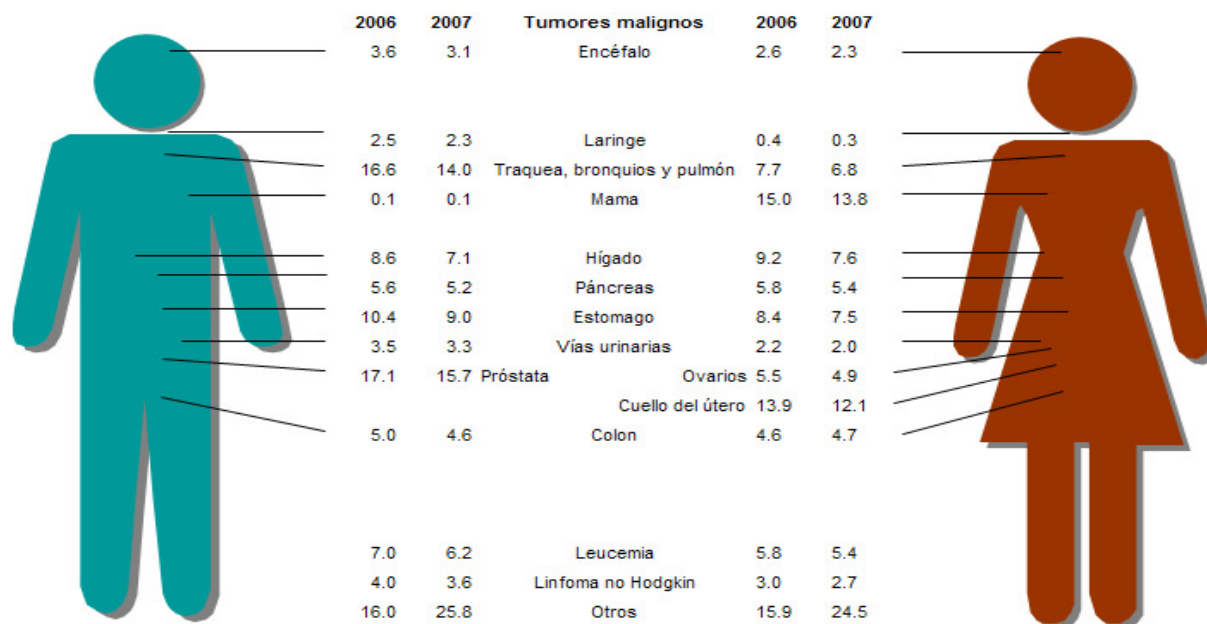 2006 2007 Tumores malignos 2006 2007
3.6 3.1 Encéfalo 2.6 2.3
2.5 2.3 Laringe 0.4 0.3
16.6 14.0 Traquea, bronquios y pulmón 7.7 6.8
0.1 0.1 Mama 15.0 13.8
8.6 7.1 Hígado 9.2 7.6
5.6 5.2 Páncreas 5.8 5.4
10.4 9.0 Estomago 8.4 7.5
3.5 3.3 Vías urinarias 2.2 2.0
17.1 15.7 Próstata Ovarios 5.5 4.9
Cuello del útero 13.9 12.1
5.0 4.6 Colon 4.6 4.7
7.0 6.2 Leucemia 5.8 5.4
4.0 3.6 Linfoma no Hodgkin 3.0 2.7
16.0 25.8 Otros 15.9 24.5